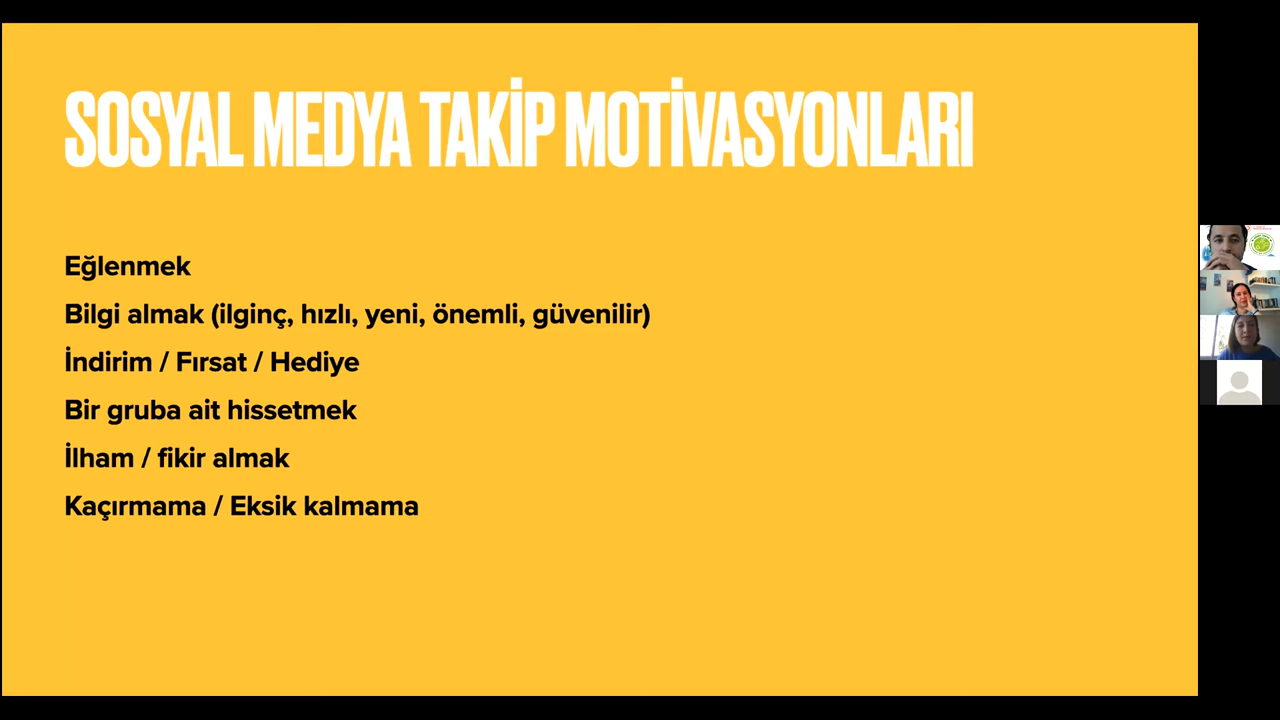 SOSYAL MEDYA TAKİP MOTİVASYONLARI
Eğlenmek
Bilgi almak (ilginç, hızlı, yeni, önemli, güvenilir)
İndirim / Fırsat / Hediye
Bir gruba ait hissetmek
İlham / fikir almak
Kaçırmama / Eksik kalmama